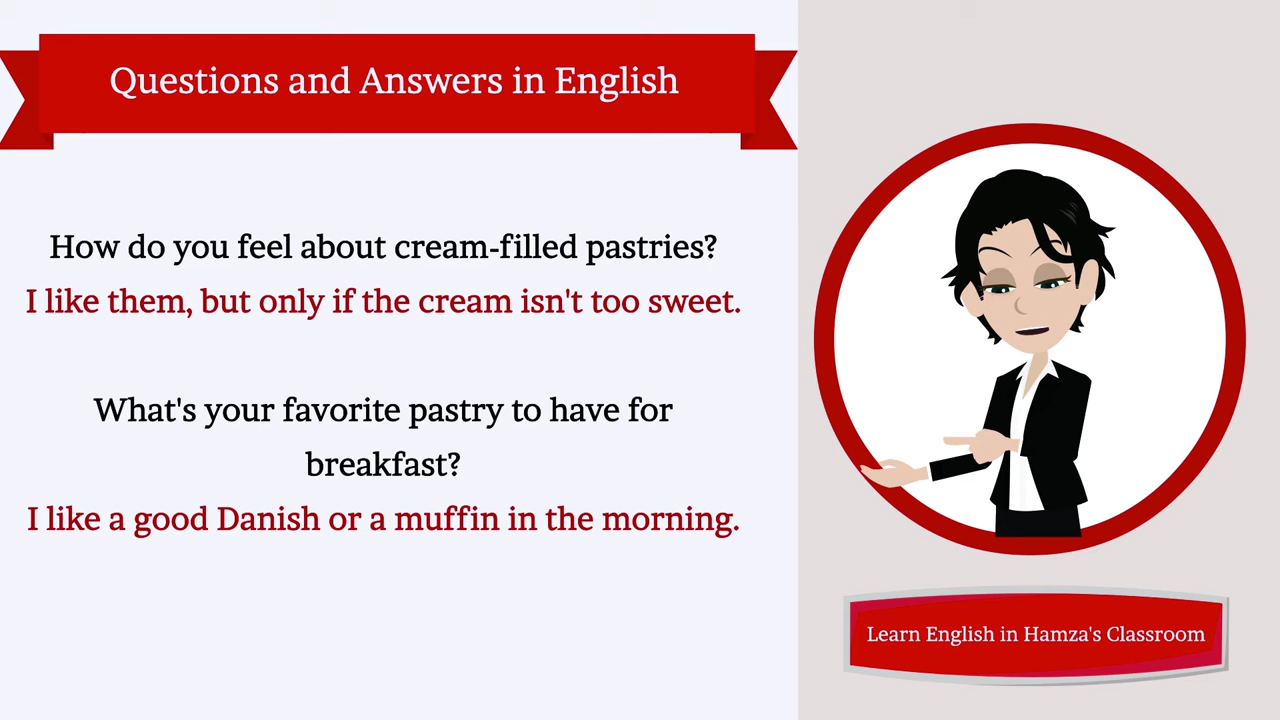 Questions and Answers in English
How do you feel about cream-filled pastries?
I like them, but only if the cream isn't too sweet.
What's your favorite pastry to have for
breakfast?
I like a good Danish or a muffin in the morning.
Learn English in Hamza's Classroom